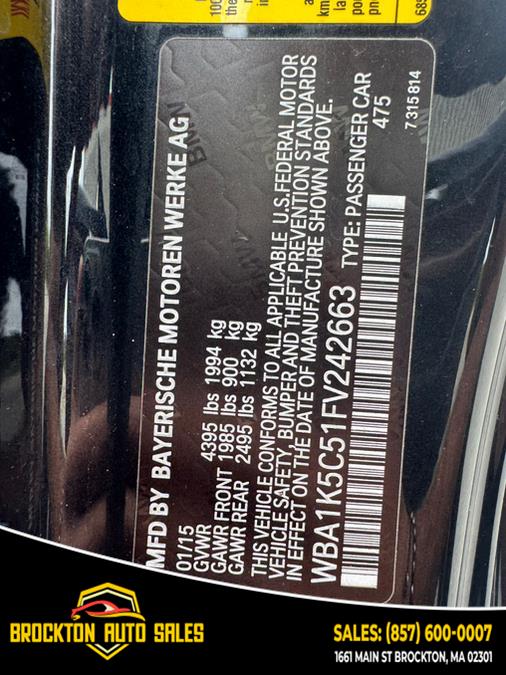 MFD BY BAYERISCHE MOTOREN WERKE AG
01/15
GVWR 4395 lbs 1994 kg
GAWR FRONT 1985 lbs 900 kg
GAWR REAR 2495 lbs 1132 kg
THIS VEHICLE CONFORMS TO ALL APPLICABLE U.S.FEDERAL MOTOR
VEHICLE SAFETY, BUMPER AND THEFT PREVENTION STANDARDS
IN EFFECT ON THE DATE OF MANUFACTURE SHOWN ABOVE.
WBA1K5C51FV242663 TYPE: PASSENGER CAR
475
7 315 814
BROCKTON AUTO SALES
SALES: (857) 600-0007
1661 MAIN ST BROCKTON, MA 02301